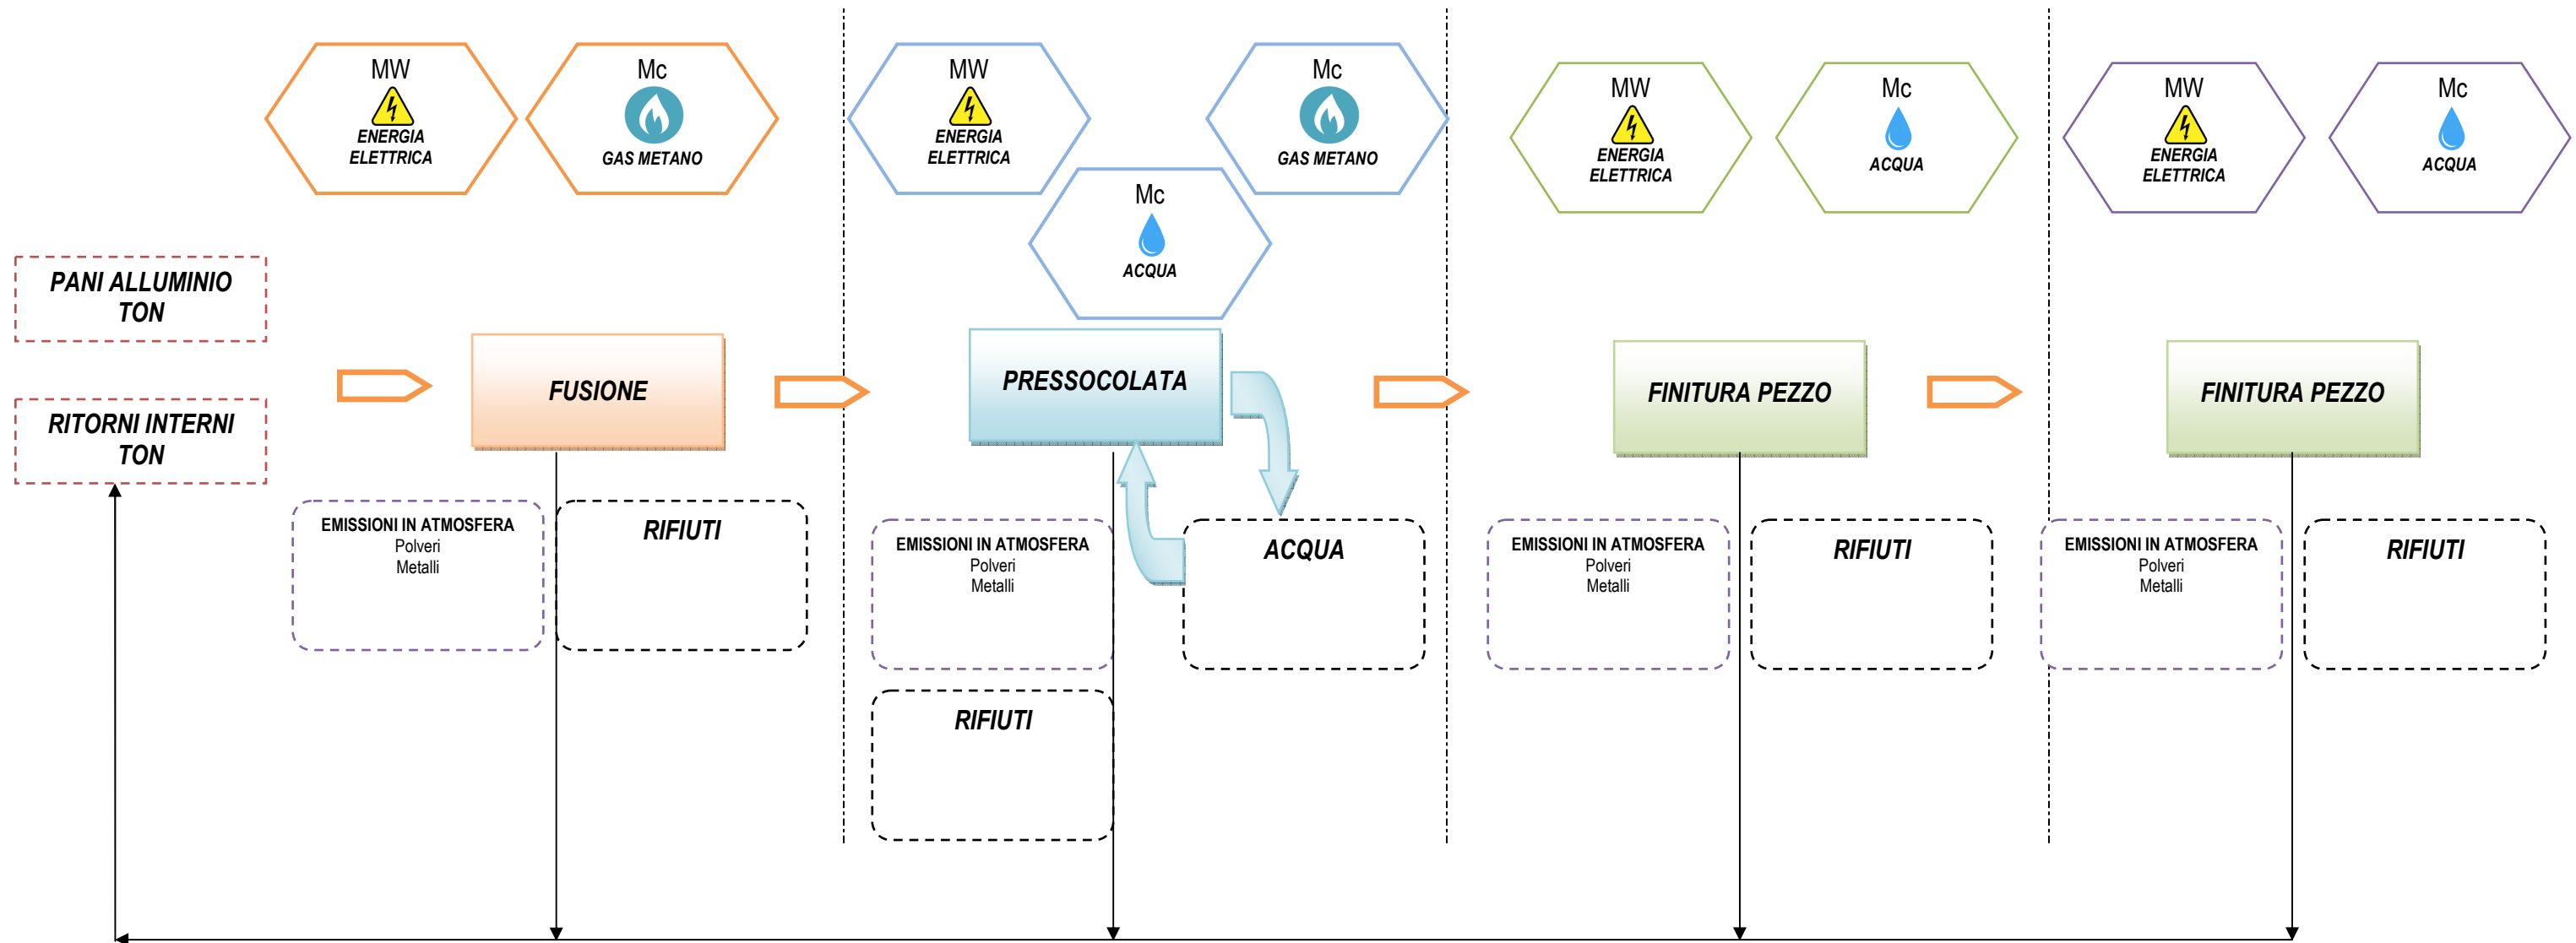 MW
ENERGIA
ELETTRICA
Mc
GAS METANO
MW
ENERGIA
ELETTRICA
Mc
ACQUA
Mc
GAS METANO
MW
ENERGIA
ELETTRICA
Mc
ACQUA
MW
ENERGIA
ELETTRICA
Mc
ACQUA
PANI ALLUMINIO
TON
RITORNI INTERNI
TON
FUSIONE
PRESSOCOLATA
FINITURA PEZZO
FINITURA PEZZO
EMISSIONI IN ATMOSFERA
Polveri
Metalli
RIFIUTI
EMISSIONI IN ATMOSFERA
Polveri
Metalli
ACQUA
RIFIUTI
EMISSIONI IN ATMOSFERA
Polveri
Metalli
RIFIUTI
EMISSIONI IN ATMOSFERA
Polveri
Metalli
RIFIUTI